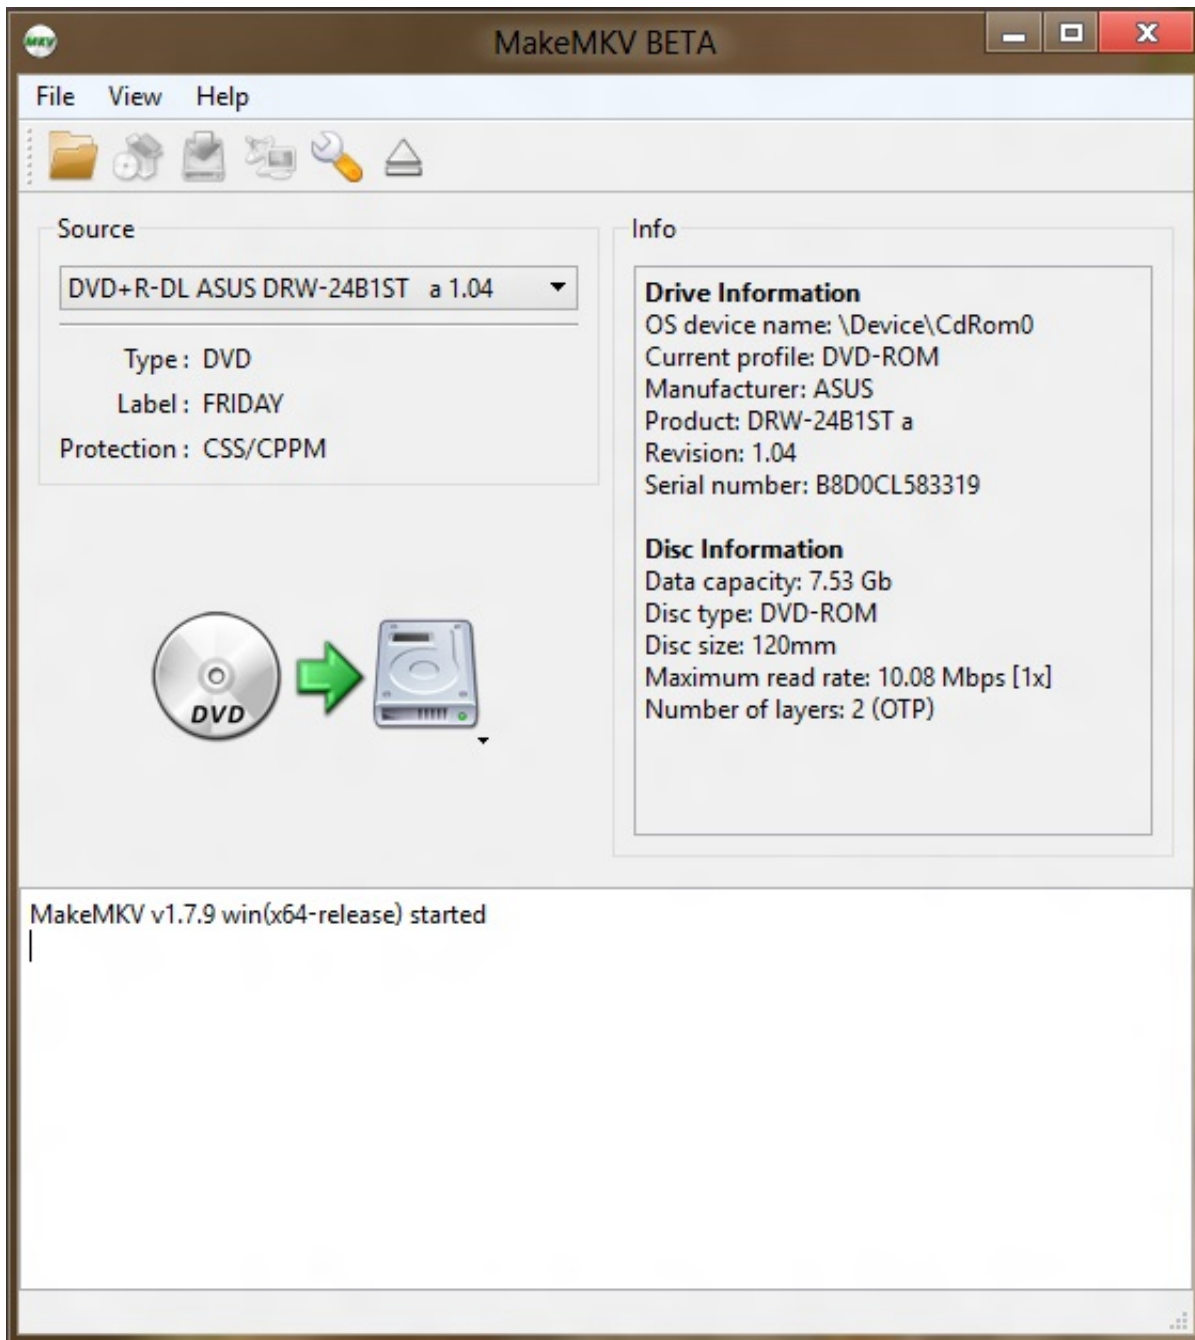 MKV
MakeMKV BETA
File View Help
Source
DVD+R-DL ASUS DRW-24B1ST a 1.04
Type : DVD
Label : FRIDAY
Protection : CSS/CPPM
DVD
Info
Drive Information
OS device name: \Device\CdRom0
Current profile: DVD-ROM
Manufacturer: ASUS
Product: DRW-24B1ST a
Revision: 1.04
Serial number: B8D0CL583319
Disc Information
Data capacity: 7.53 Gb
Disc type: DVD-ROM
Disc size: 120mm
Maximum read rate: 10.08 Mbps [1x]
Number of layers: 2 (OTP)
MakeMKV v1.7.9 win(x64-release) started